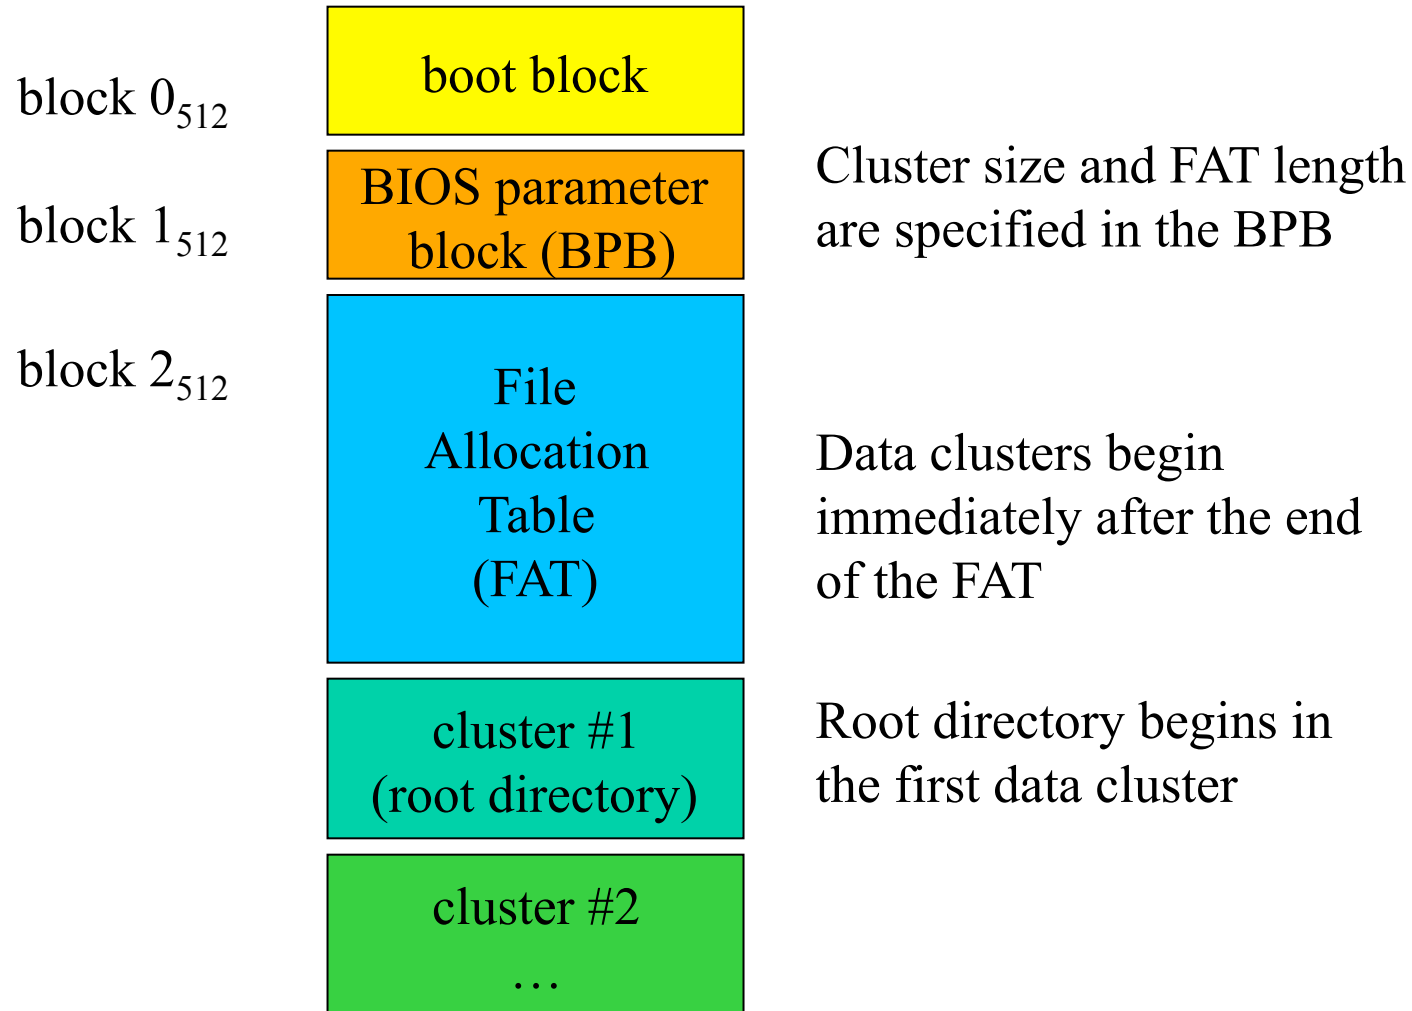 block 0512
boot block
block 1512
BIOS parameter
block (BPB)
Cluster size and FAT length
are specified in the BPB
block 2512
File
Allocation
Table
(FAT)
Data clusters begin
immediately after the end
of the FAT
cluster #1
(root directory)
Root directory begins in
the first data cluster
cluster #2
…